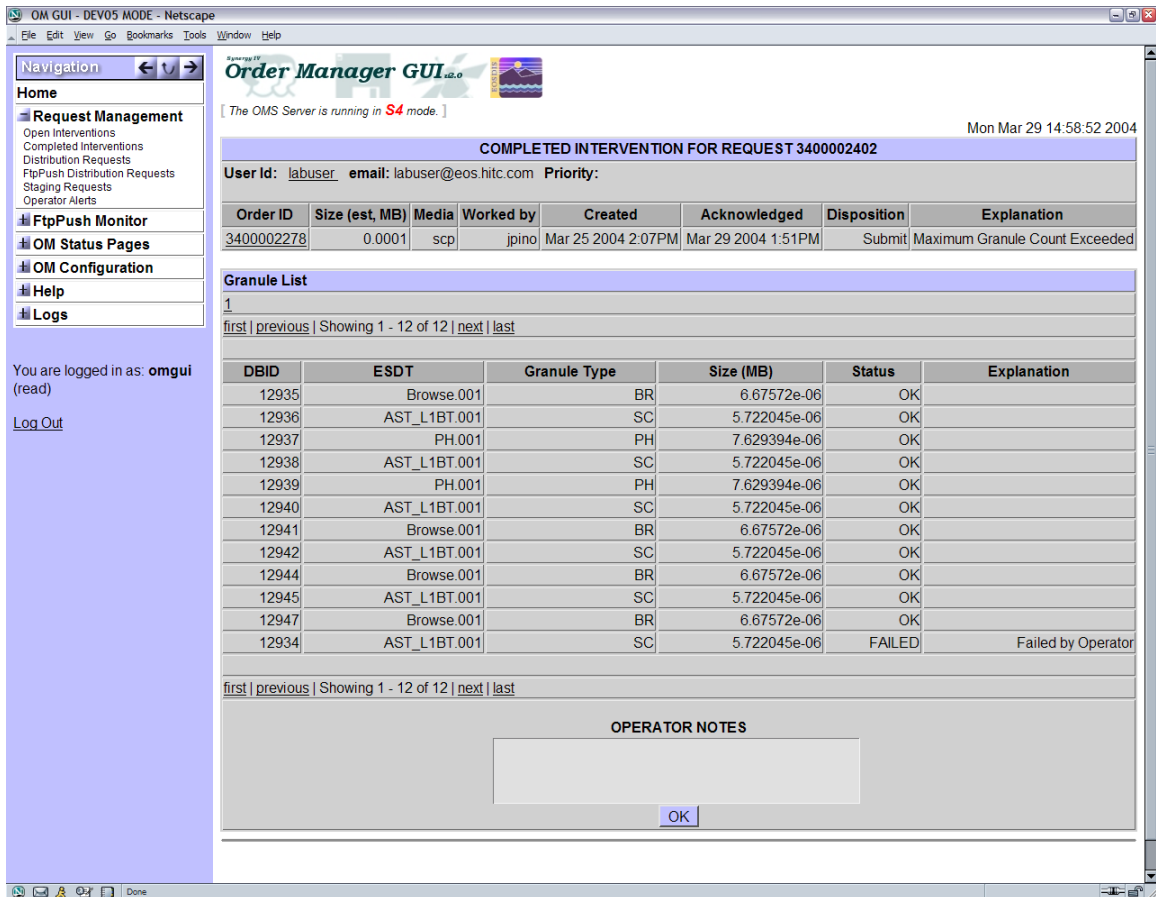 OM GUI - DEV05 MODE - Netscape
File Edit View Go Bookmarks Tools Window Help
Navigation
Home
Request Management
Open Interventions
Completed Interventions
Distribution Requests
FtpPush Distribution Requests
Staging Requests
Operator Alerts
FtpPush Monitor
OM Status Pages
OM Configuration
Help
Logs
You are logged in as: omgui
(read)
Log Out
Synergy IV
Order Manager GUI
EOSDIS
[ The OMS Server is running in S4 mode. ]
Mon Mar 29 14:58:52 2004
COMPLETED INTERVENTION FOR REQUEST 3400002402
User Id: labuser email: labuser@eos.hitc.com Priority:
Order ID Size (est, MB) Media Worked by Created Acknowledged Disposition Explanation
3400002278 0.0001 scp jpino Mar 25 2004 2:07PM Mar 29 2004 1:51PM Submit Maximum Granule Count Exceeded
Granule List
1
first | previous | Showing 1 - 12 of 12 | next | last
DBID ESDT Granule Type Size (MB) Status Explanation
12935 Browse.001 BR 6.67572e-06 OK
12936 AST_L1BT.001 SC 5.722045e-06 OK
12937 PH.001 PH 7.629394e-06 OK
12938 AST_L1BT.001 SC 5.722045e-06 OK
12939 PH.001 PH 7.629394e-06 OK
12940 AST_L1BT.001 SC 5.722045e-06 OK
12941 Browse.001 BR 6.67572e-06 OK
12942 AST_L1BT.001 SC 5.722045e-06 OK
12944 Browse.001 BR 6.67572e-06 OK
12945 AST_L1BT.001 SC 5.722045e-06 OK
12947 Browse.001 BR 6.67572e-06 OK
12934 AST_L1BT.001 SC 5.722045e-06 FAILED Failed by Operator
first | previous | Showing 1 - 12 of 12 | next | last
OPERATOR NOTES
OK
Done